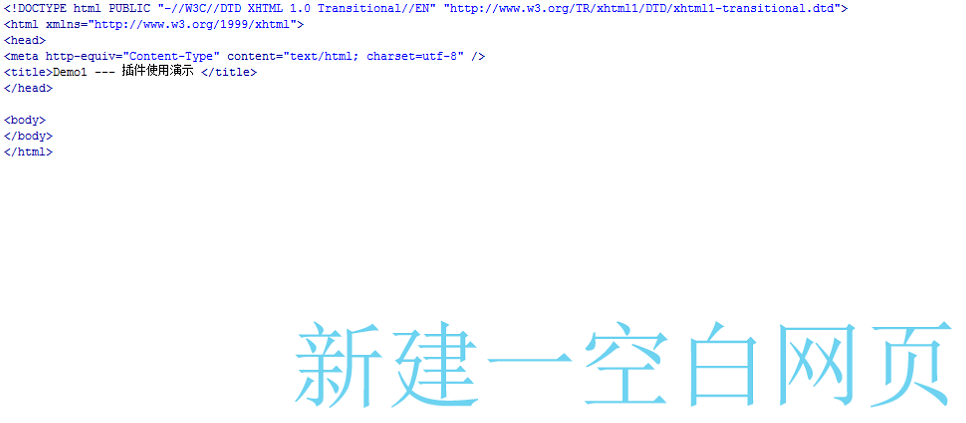 <!DOCTYPE html PUBLIC "-//W3C//DTD XHTML 1.0 Transitional//EN" "http://www.w3.org/TR/xhtml1/DTD/xhtml1-transitional.dtd">
<html xmlns="http://www.w3.org/1999/xhtml">
<head>
<meta http-equiv="Content-Type" content="text/html; charset=utf-8" />
<title>Demo1 --- 插件使用演示 </title>
</head>
<body>
</body>
</html>
新建一空白网页